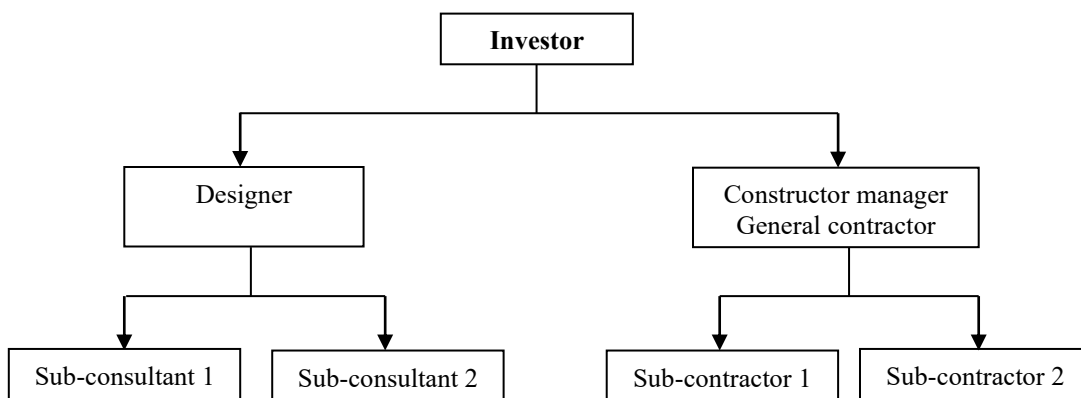 Investor
Designer
Constructor manager
General contractor
Sub-consultant 1
Sub-consultant 2
Sub-contractor 1
Sub-contractor 2